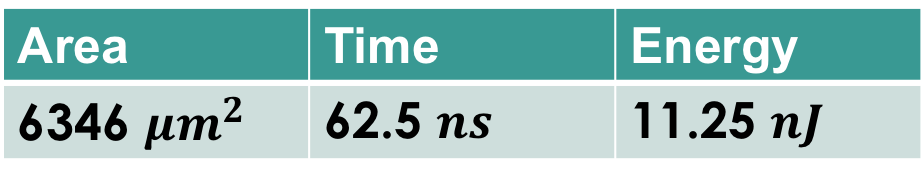 Area Time Energy
6346 μm² 62.5 ns 11.25 nJ